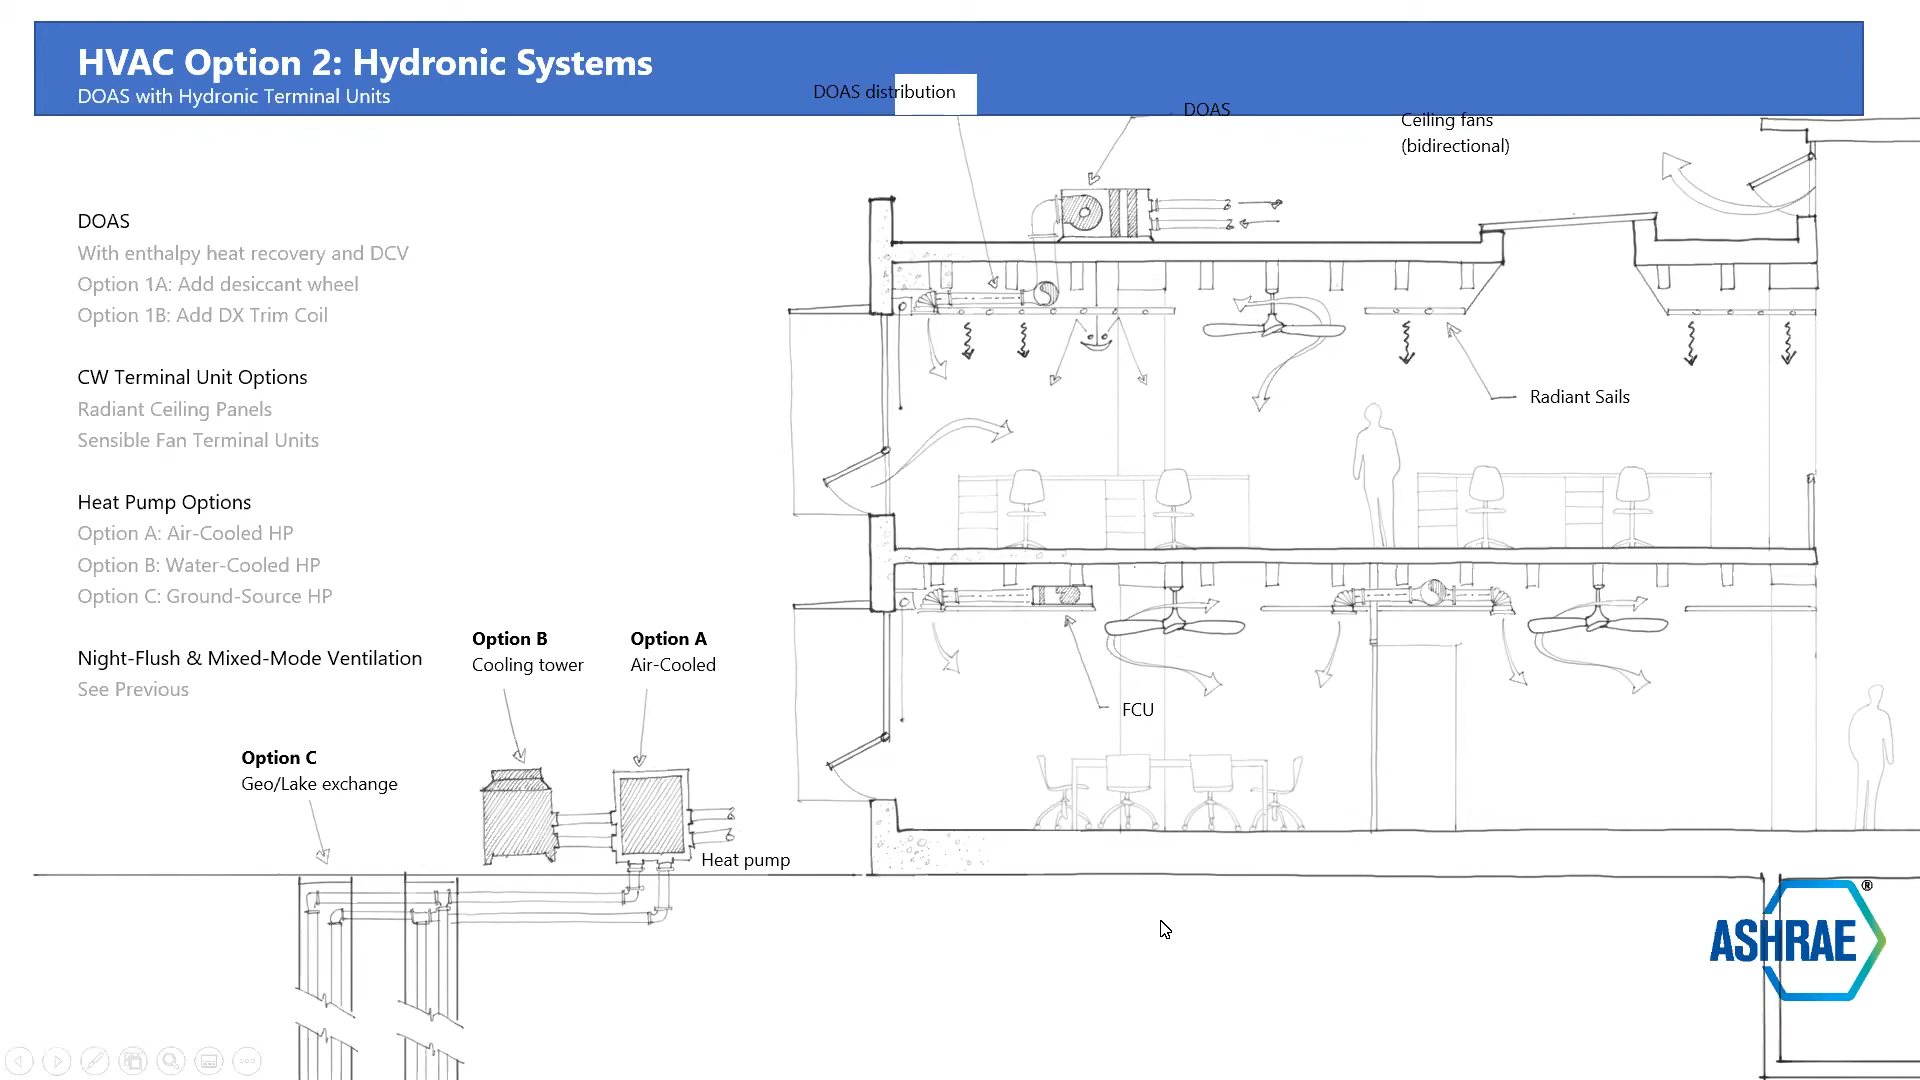 HVAC Option 2: Hydronic Systems
DOAS with Hydronic Terminal Units
DOAS distribution
DOAS
Ceiling fans
(bidirectional)
DOAS
With enthalpy heat recovery and DCV
Option 1A: Add desiccant wheel
Option 1B: Add DX Trim Coil
CW Terminal Unit Options
Radiant Ceiling Panels
Sensible Fan Terminal Units
Heat Pump Options
Option A: Air-Cooled HP
Option B: Water-Cooled HP
Option C: Ground-Source HP
Night-Flush & Mixed-Mode Ventilation
See Previous
Radiant Sails
Option B
Cooling tower
Option A
Air-Cooled
FCU
Option C
Geo/Lake exchange
Heat pump
ASHRAE®